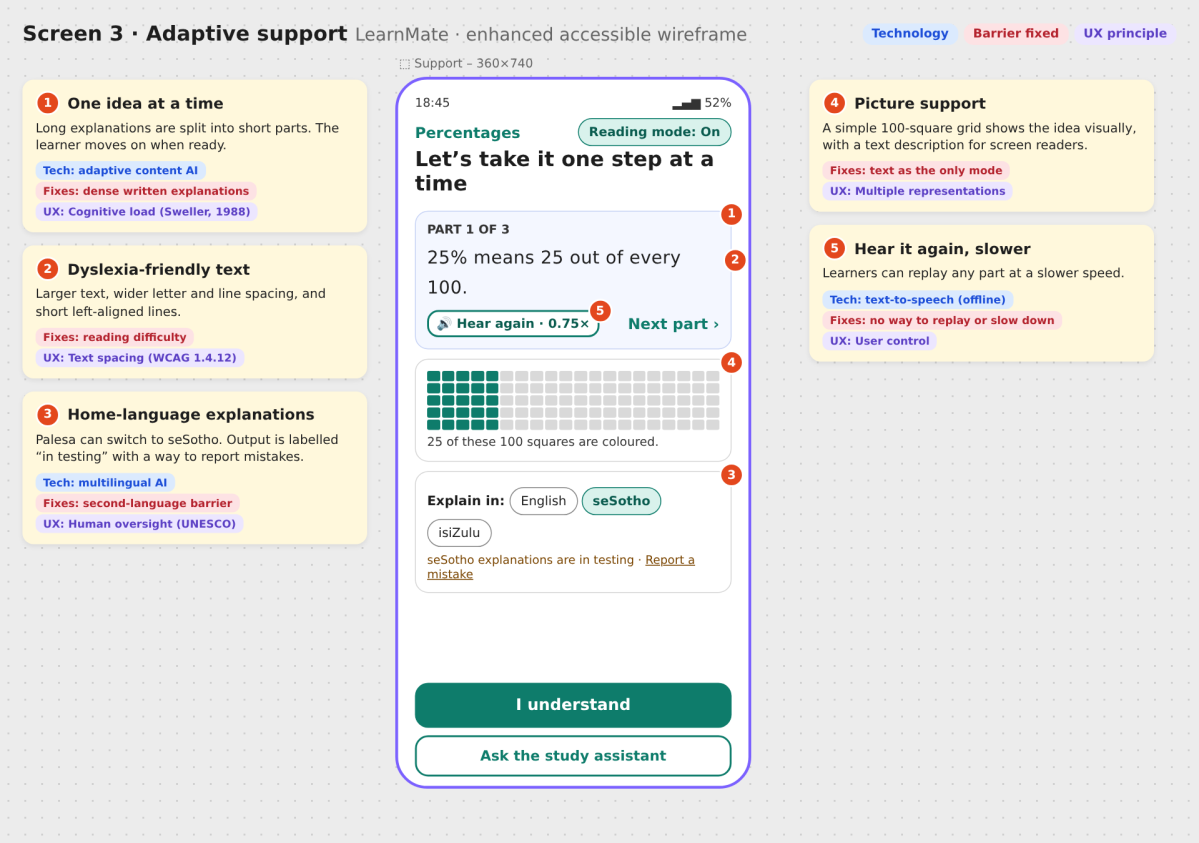 Screen 3 · Adaptive support LearnMate · enhanced accessible wireframe
Technology Barrier fixed UX principle
1 One idea at a time
Long explanations are split into short parts. The
learner moves on when ready.
Tech: adaptive content AI
Fixes: dense written explanations
UX: Cognitive load (Sweller, 1988)
2 Dyslexia-friendly text
Larger text, wider letter and line spacing, and
short left-aligned lines.
Fixes: reading difficulty
UX: Text spacing (WCAG 1.4.12)
3 Home-language explanations
Palesa can switch to seSotho. Output is labelled
“in testing” with a way to report mistakes.
Tech: multilingual AI
Fixes: second-language barrier
UX: Human oversight (UNESCO)
Support – 360×740
18:45 52%
Percentages Reading mode: On
Let’s take it one step at a
time
1
PART 1 OF 3
25% means 25 out of every
2
100.
5
🔊 Hear again · 0.75× Next part ›
4
25 of these 100 squares are coloured.
3
Explain in: English seSotho
isiZulu
seSotho explanations are in testing · Report a
mistake
I understand
Ask the study assistant
4 Picture support
A simple 100-square grid shows the idea visually,
with a text description for screen readers.
Fixes: text as the only mode
UX: Multiple representations
5 Hear it again, slower
Learners can replay any part at a slower speed.
Tech: text-to-speech (offline)
Fixes: no way to replay or slow down
UX: User control